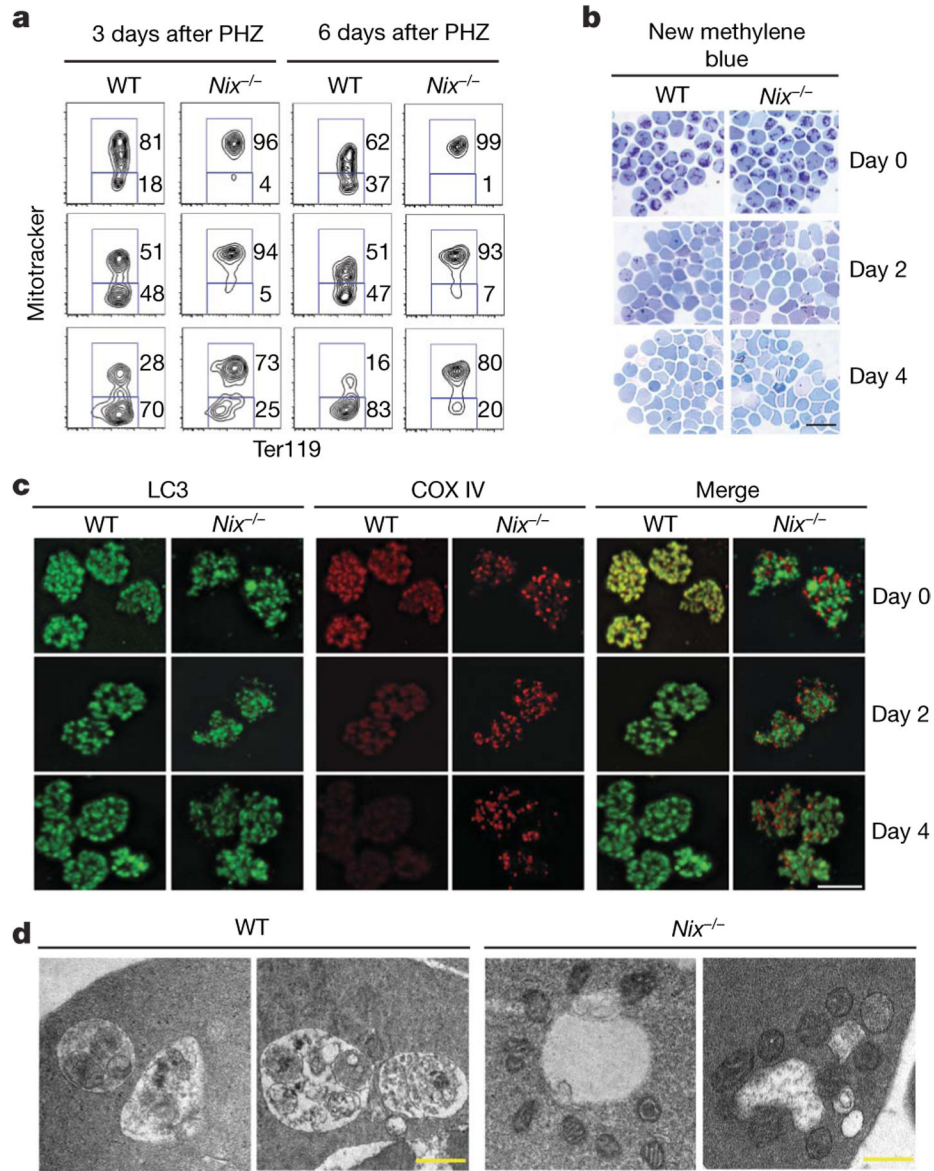 a
3 days after PHZ 6 days after PHZ
WT Nix–/– WT Nix–/–
81 96 62 99
18 4 37 1
51 94 51 93
48 5 47 7
28 73 16 80
70 25 83 20
Mitotracker
Ter119
b
New methylene
blue
WT Nix–/–
Day 0
Day 2
Day 4
c
LC3 COX IV Merge
WT Nix–/– WT Nix–/– WT Nix–/–
Day 0
Day 2
Day 4
d
WT Nix–/–